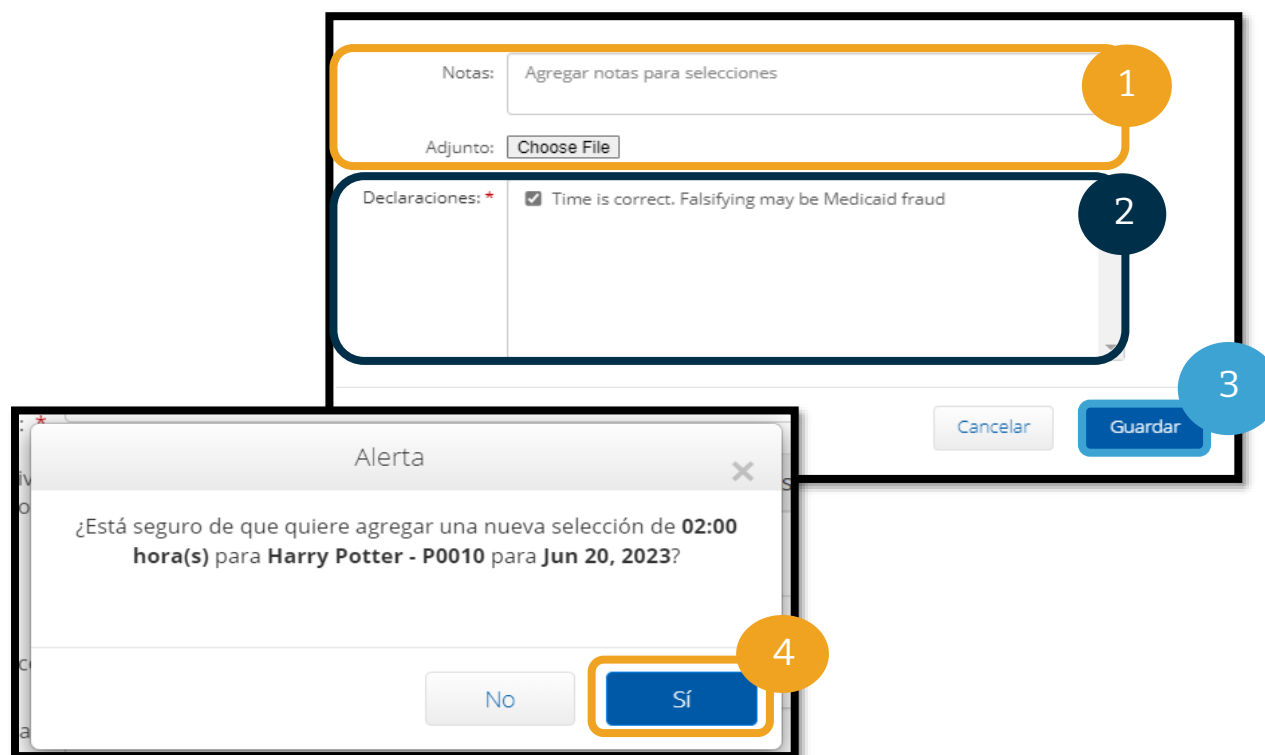 Notas:
Agregar notas para selecciones
1
Adjunto:
Choose File
Declaraciones: *
Time is correct. Falsifying may be Medicaid fraud
2
3
Cancelar
Guardar
: *
Alerta
×
¿Está seguro de que quiere agregar una nueva selección de 02:00
hora(s) para Harry Potter - P0010 para Jun 20, 2023?
4
No
Sí